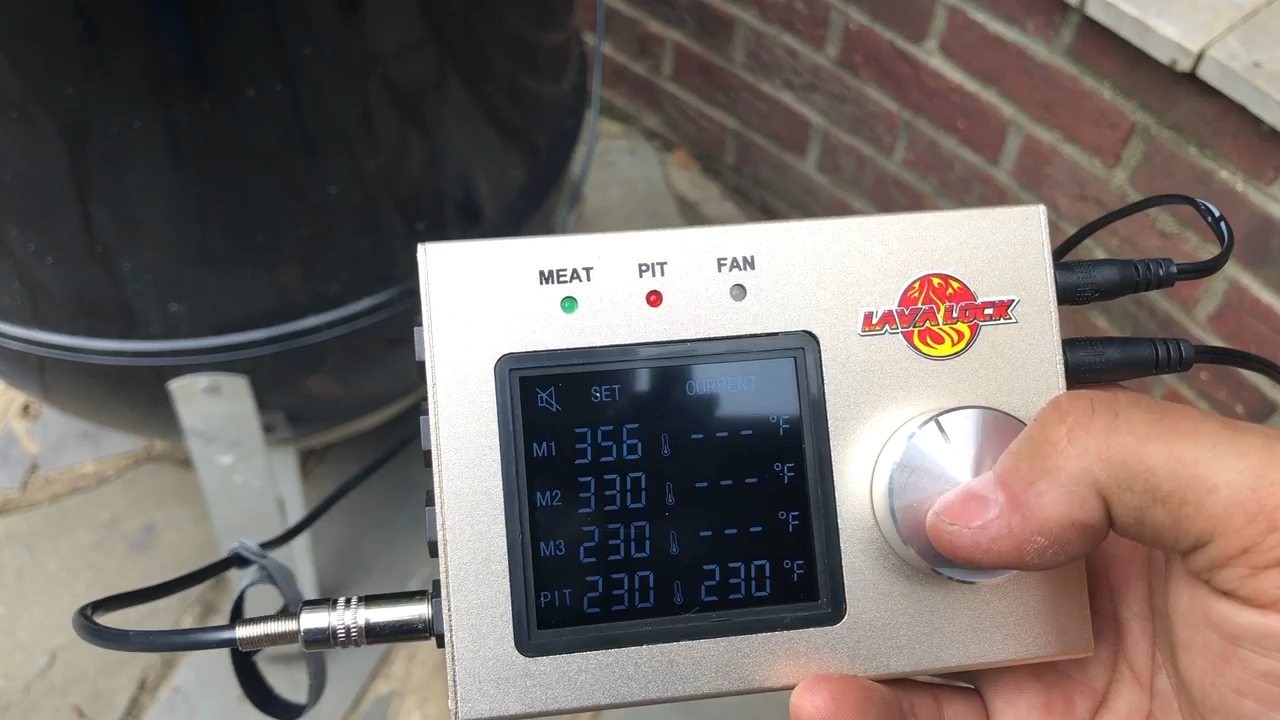 MEAT PIT FAN
LAVA LOCK
SET CURRENT
M1 356 --- °F
M2 330 --- °F
M3 230 --- °F
PIT 230 230 °F